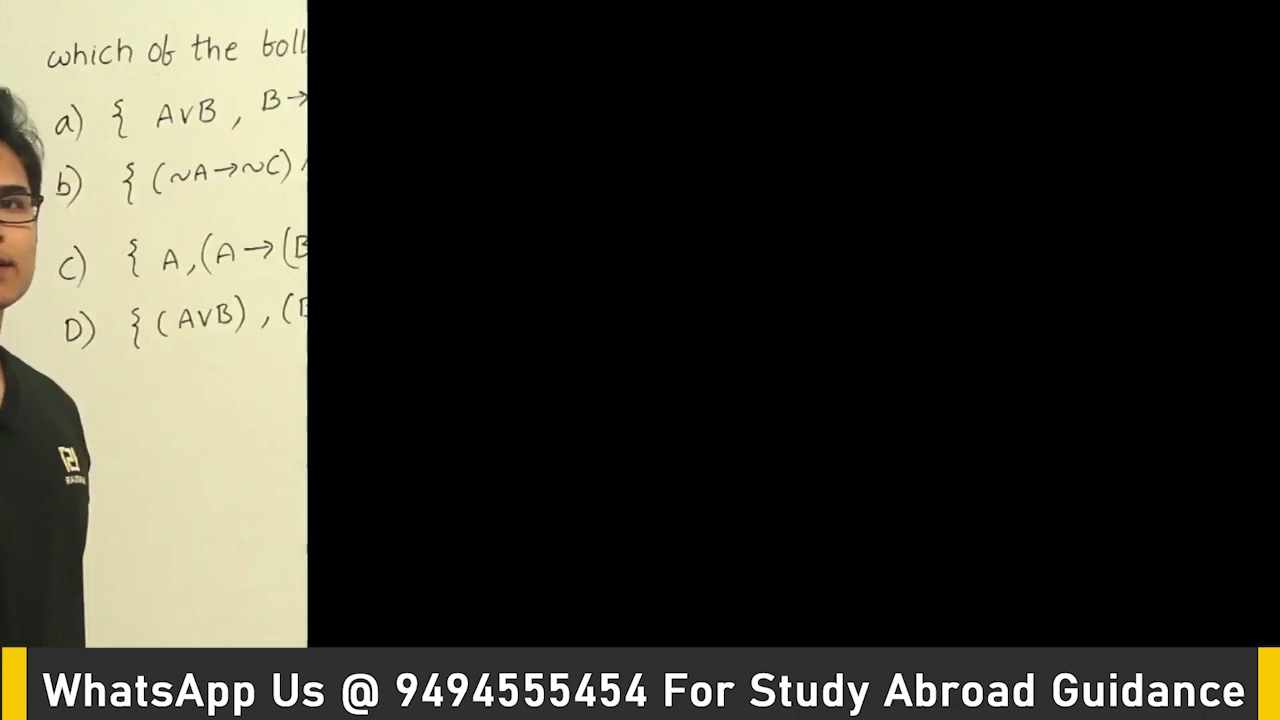 which of the foll
a) { A∨B , B→
b) { (~A→~C) ∧
c) { A,(A→(B
D) { (A∨B) , (B
WhatsApp Us @ 9494555454 For Study Abroad Guidance